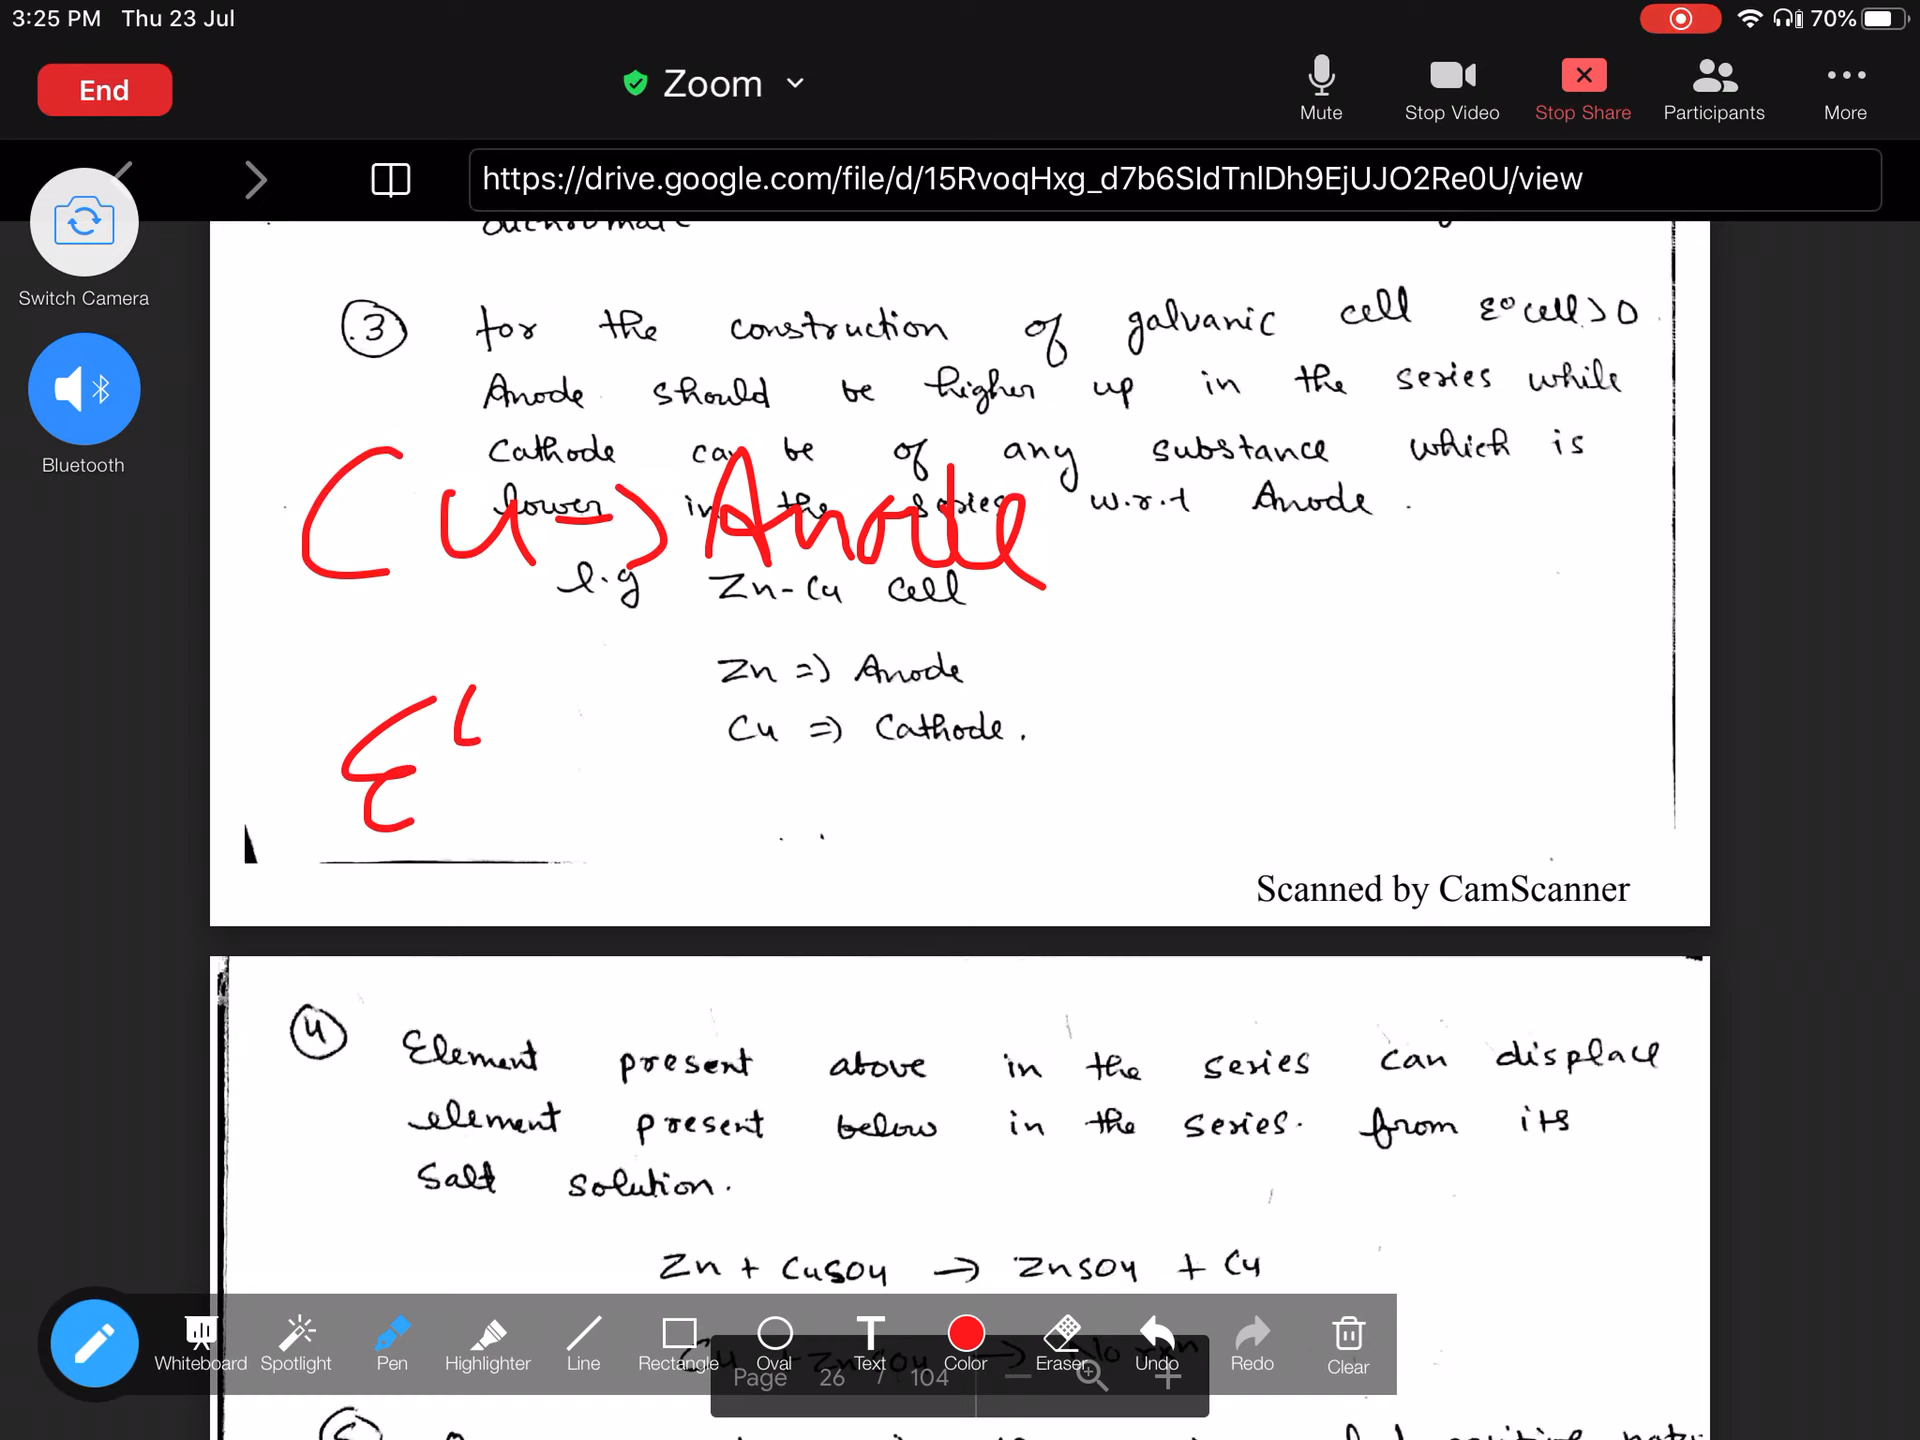 3:25 PM Thu 23 Jul
70%
End
Zoom
Mute
Stop Video
Stop Share
Participants
More
https://drive.google.com/file/d/15RvoqHxg_d7b6SIdTnlDh9EjUJO2Re0U/view
Switch Camera
Bluetooth
3 for the construction of galvanic cell E° cell > 0
Anode should be higher up in the series while
Cathode can be of any substance which is
lower in the series w.r.t Anode.
Cu → Anode
e.g Zn-Cu cell
Zn => Anode
Cu => Cathode.
E
Scanned by CamScanner
4 Element present above in the series can displace
element present below in the series. from its
salt solution.
Zn + CuSO4 → ZnSO4 + Cu
Whiteboard
Spotlight
Pen
Highlighter
Line
Rectangle
Oval
Text
Color
Eraser
Undo
Redo
Clear
Page 26 / 104